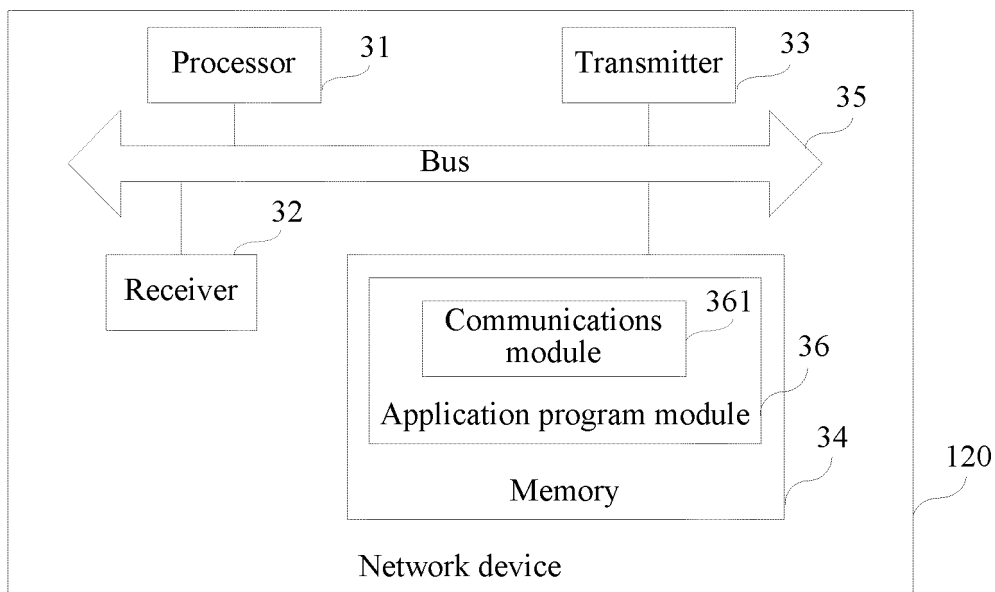 Processor
31
Transmitter
33
35
Bus
32
Receiver
Communications
module
361
36
Application program module
34
Memory
120
Network device